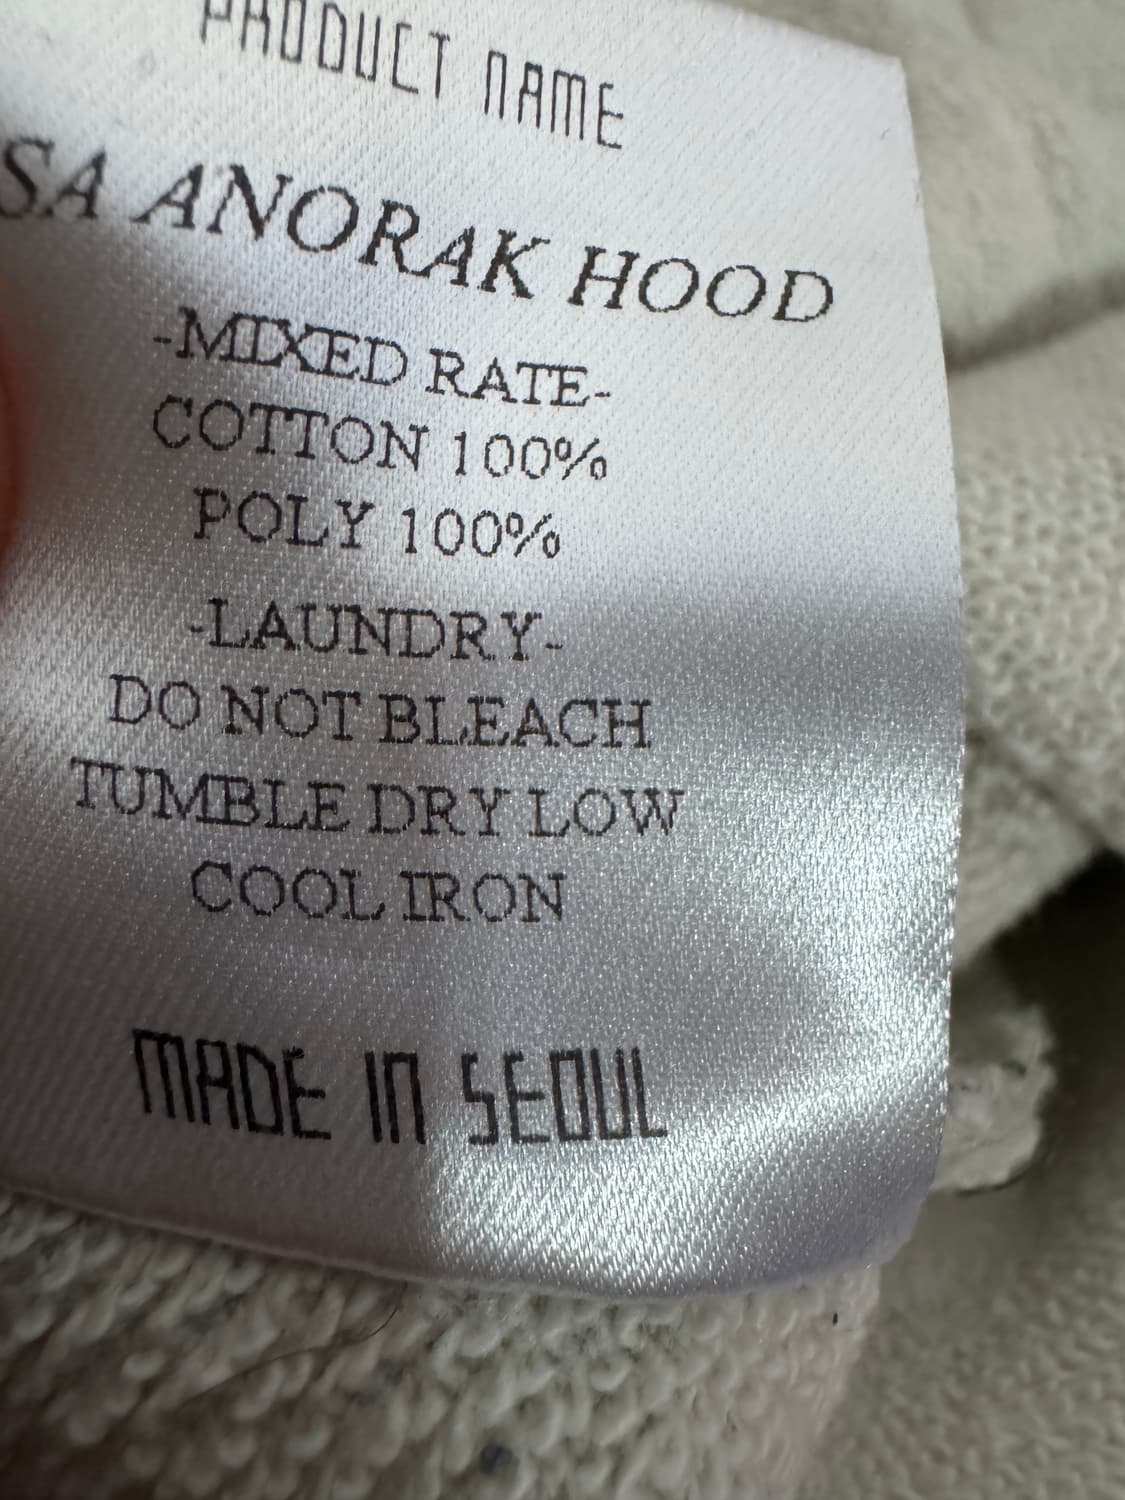 PRODUCT NAME
SA ANORAK HOOD
-MIXED RATE-
COTTON 100%
POLY 100%
-LAUNDRY-
DO NOT BLEACH
TUMBLE DRY LOW
COOL IRON
MADE IN SEOUL